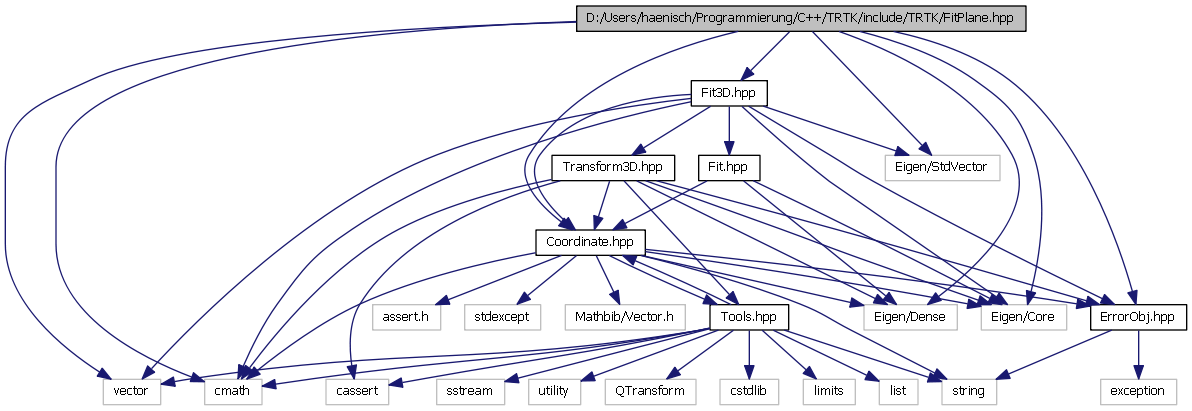 D:/Users/haenisch/Programmierung/C++/TRTK/include/TRTK/FitPlane.hpp
Fit3D.hpp
Transform3D.hpp
Fit.hpp
Eigen/StdVector
Coordinate.hpp
assert.h
stdexcept
Mathbib/Vector.h
Tools.hpp
Eigen/Dense
Eigen/Core
ErrorObj.hpp
vector
cmath
cassert
sstream
utility
QTransform
cstdlib
limits
list
string
exception